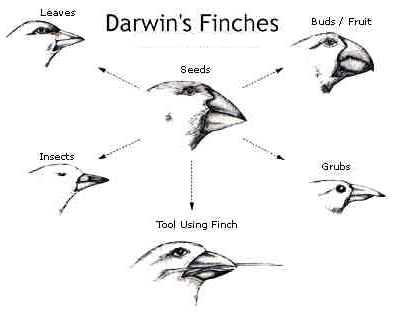 Darwin's Finches
Leaves
Buds / Fruit
Seeds
Insects
Grubs
Tool Using Finch